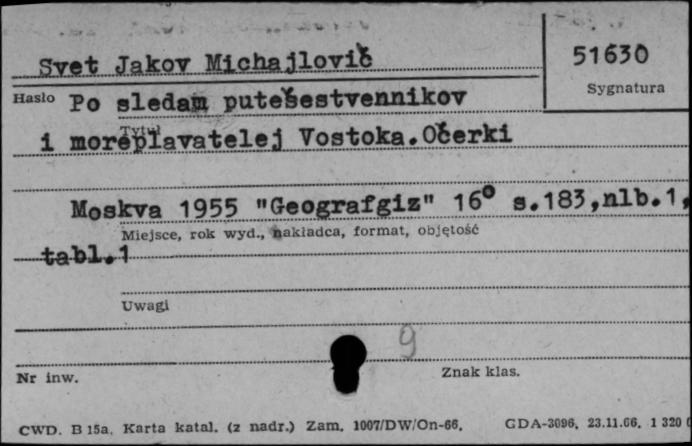 Svet Jakov Michajlovič
51630
Sygnatura
Hasło Po sledam putešestvennikov
Tytuł
i moreplavatelej Vostoka.Očerki
Moskva 1955 "Geografgiz" 16° s.183,nlb.1,
Miejsce, rok wyd., nakładca, format, objętość
tabl.1
Uwagi
9
Nr inw.
Znak klas.
CWD. B 15a. Karta katal. (z nadr.) Zam. 1007/DW/On-66. GDA-3096. 23.11.66. 1 320